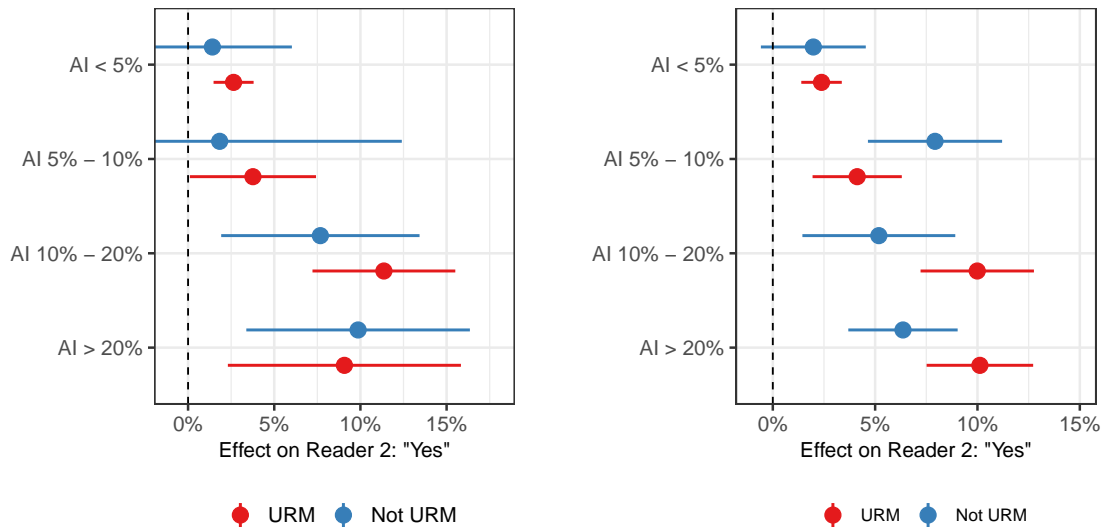 AI < 5%
AI 5% − 10%
AI 10% − 20%
AI > 20%
0% 5% 10% 15%
Effect on Reader 2: "Yes"
URM Not URM
AI < 5%
AI 5% − 10%
AI 10% − 20%
AI > 20%
0% 5% 10% 15%
Effect on Reader 2: "Yes"
URM Not URM